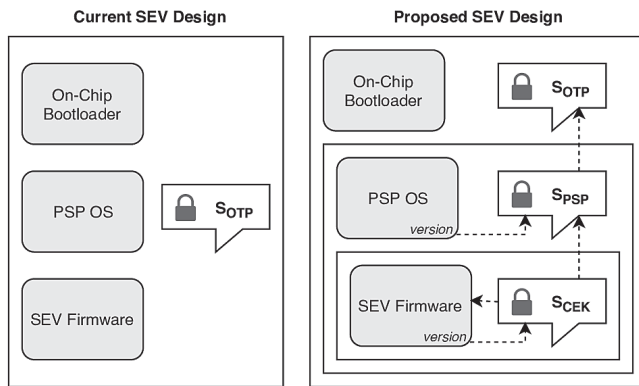 Current SEV Design
On-Chip
Bootloader
PSP OS
SOTP
SEV Firmware
Proposed SEV Design
On-Chip
Bootloader
SOTP
PSP OS
version
SPSP
SEV Firmware
version
SCEK